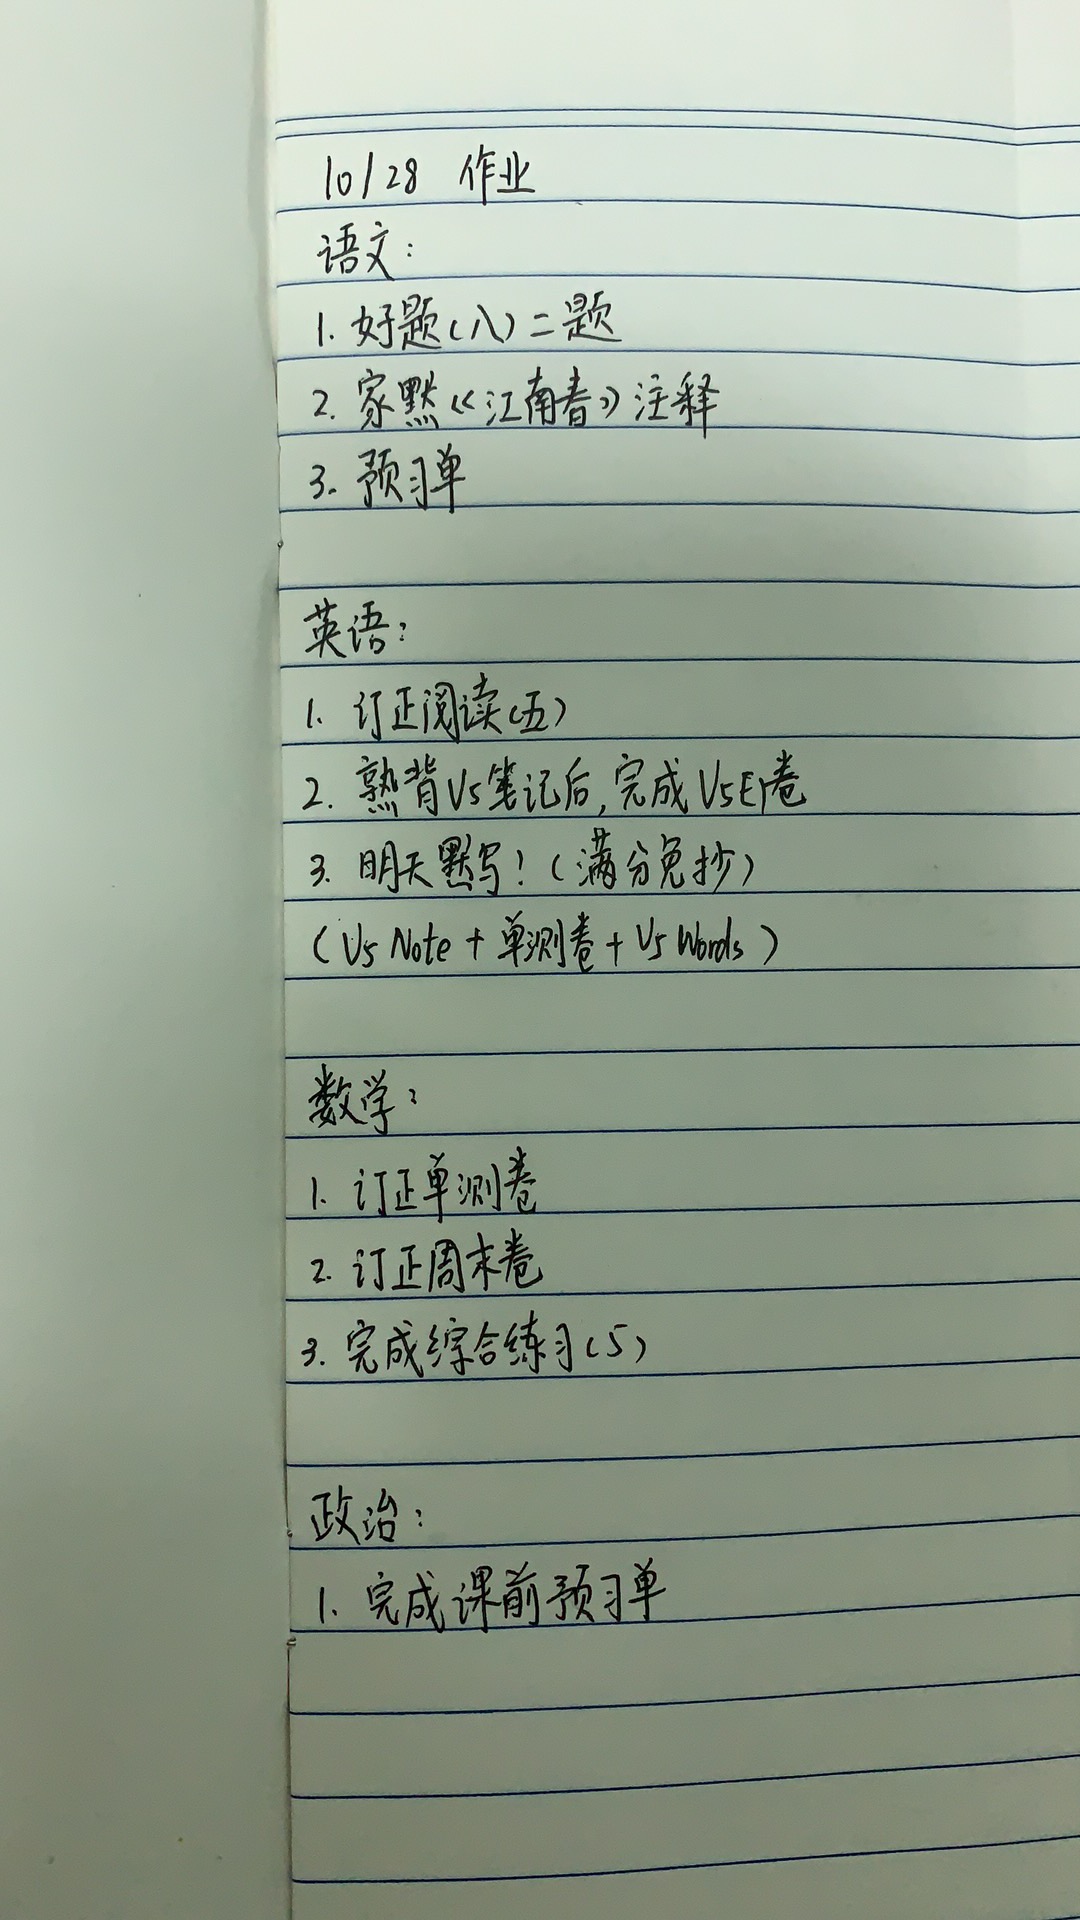 10/28 作业
语文:
1. 好题(八)二题
2. 家默《江南春》注释
3. 预习单
英语:
1. 订正阅读(五)
2. 熟背U5笔记后,完成U5日卷
3. 明天默写!(满分免抄)
(U5 Note + 单测卷 + U5 Words)
数学:
1. 订正单测卷
2. 订正周末卷
3. 完成综合练习(5)
政治:
1. 完成课前预习单